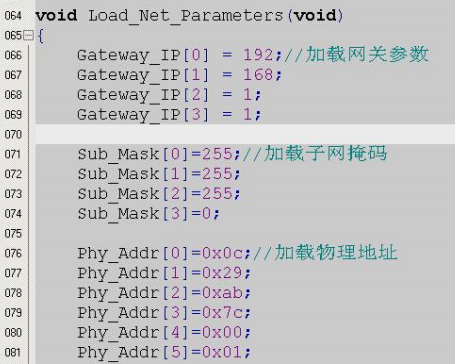 064 void Load_Net_Parameters(void)
065 {
066 Gateway_IP[0] = 192;//加载网关参数
067 Gateway_IP[1] = 168;
068 Gateway_IP[2] = 1;
069 Gateway_IP[3] = 1;
070
071 Sub_Mask[0]=255;//加载子网掩码
072 Sub_Mask[1]=255;
073 Sub_Mask[2]=255;
074 Sub_Mask[3]=0;
075
076 Phy_Addr[0]=0x0c;//加载物理地址
077 Phy_Addr[1]=0x29;
078 Phy_Addr[2]=0xab;
079 Phy_Addr[3]=0x7c;
080 Phy_Addr[4]=0x00;
081 Phy_Addr[5]=0x01;